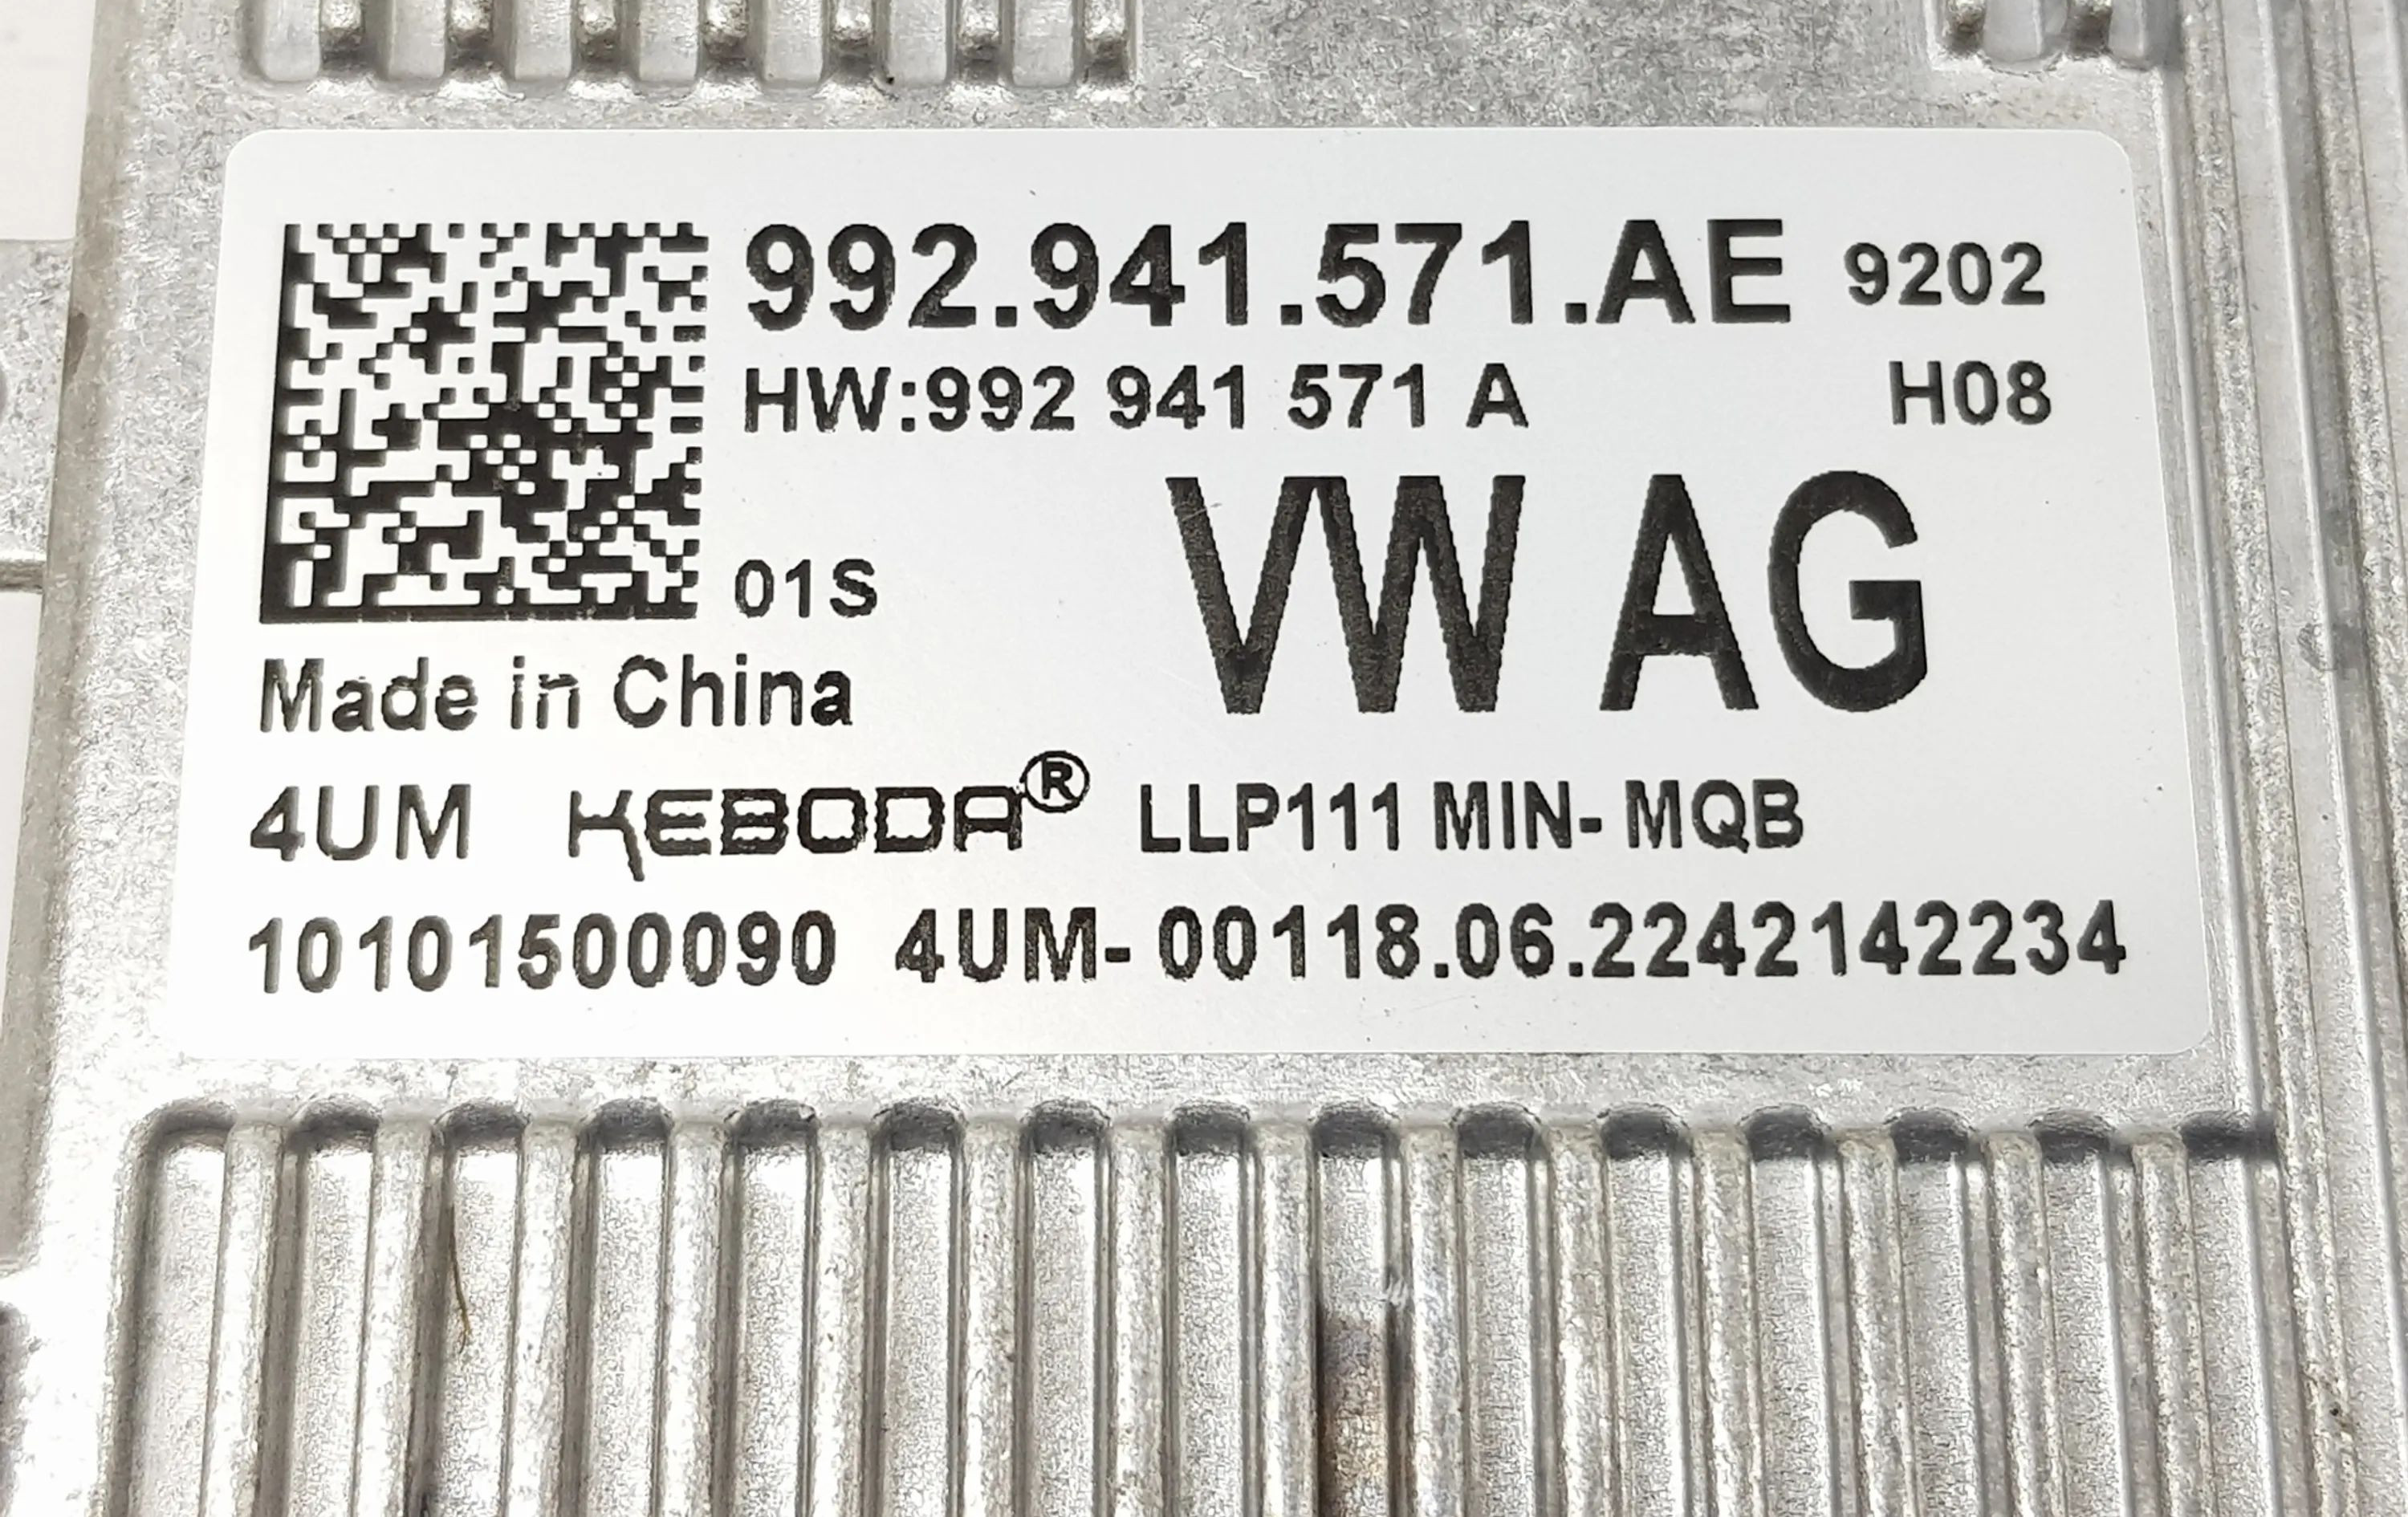 992.941.571.AE 9202
HW:992 941 571 A H08
VW AG
01S
Made in China
4UM KEBODA® LLP111 MIN- MQB
10101500090 4UM- 00118.06.2242142234